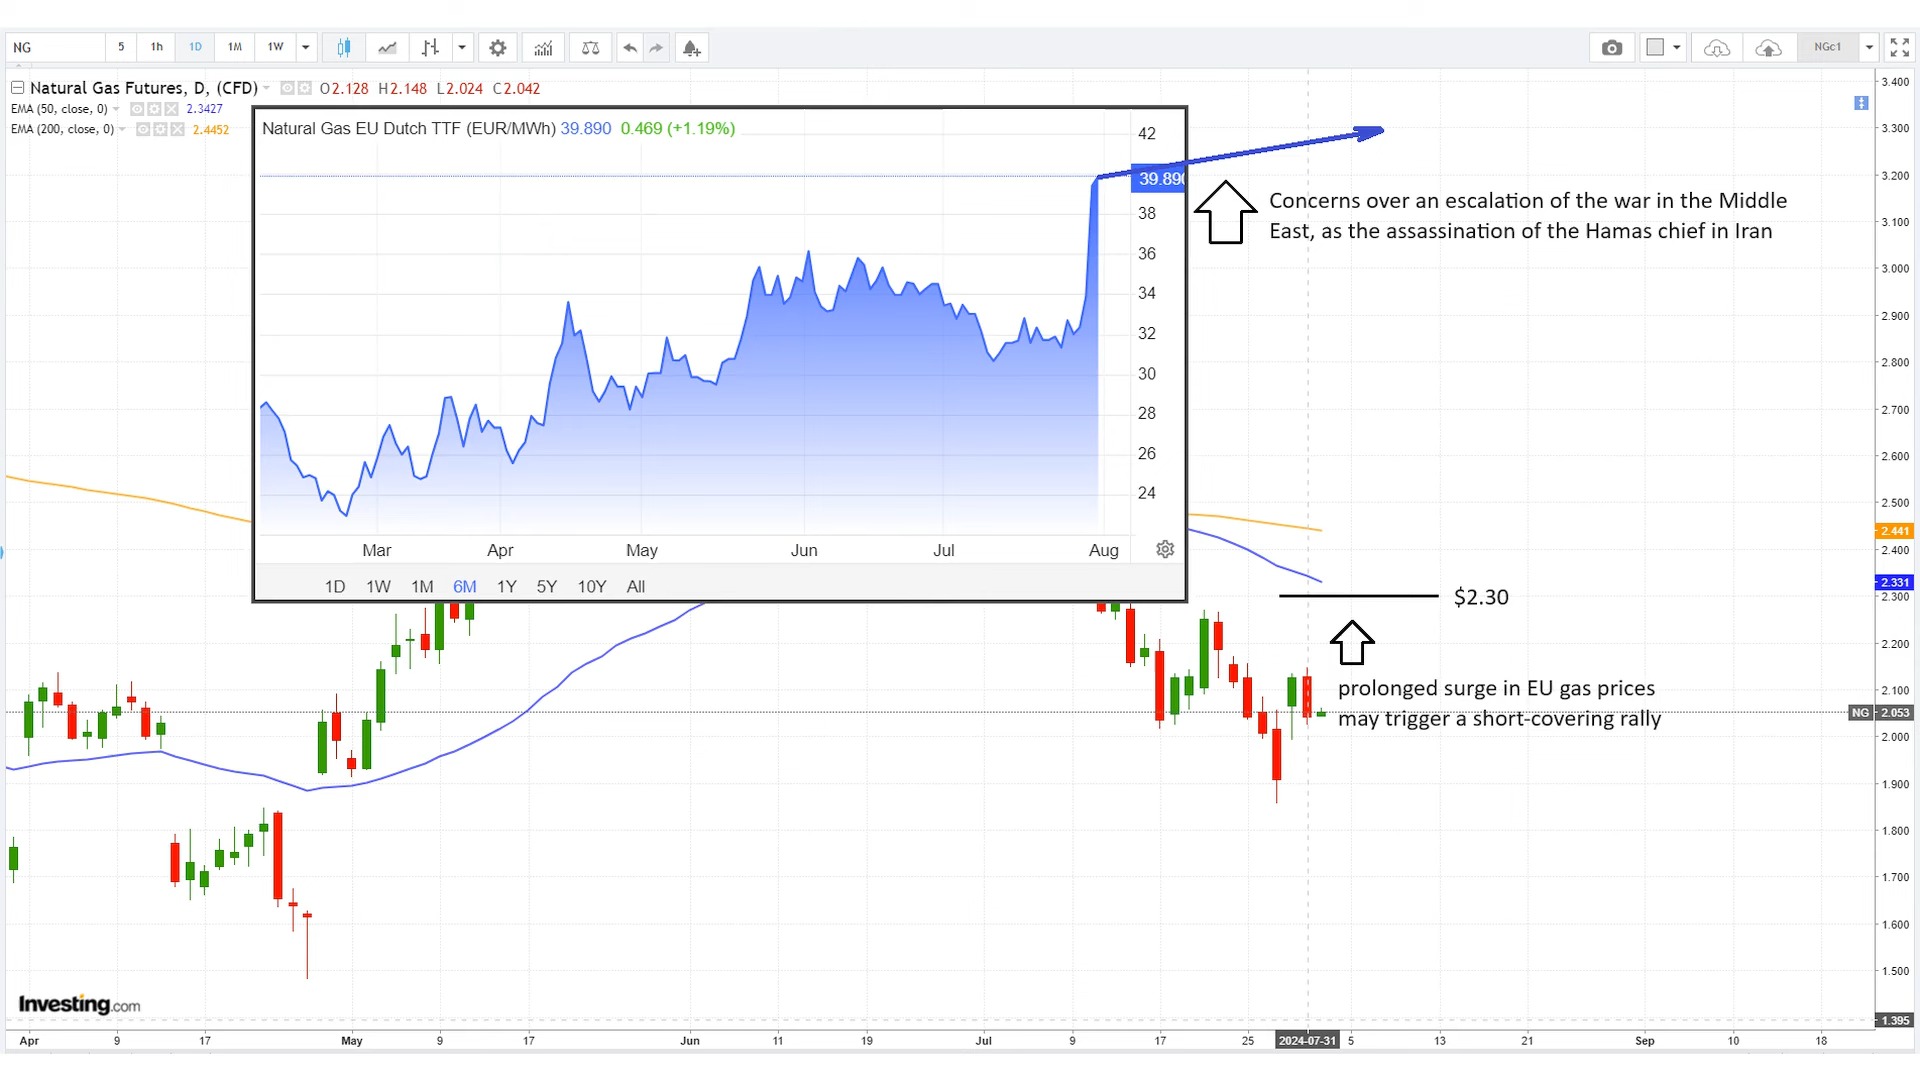 NG 5 1h 1D 1M 1W NGc1
Natural Gas Futures, D, (CFD) O2.128 H2.148 L2.024 C2.042
EMA (50, close, 0) 2.3427
EMA (200, close, 0) 2.4452
Natural Gas EU Dutch TTF (EUR/MWh) 39.890 0.469 (+1.19%)
42
39.890
38
36
34
32
30
28
26
24
Mar Apr May Jun Jul Aug
1D 1W 1M 6M 1Y 5Y 10Y All
Concerns over an escalation of the war in the Middle
East, as the assassination of the Hamas chief in Iran
$2.30
prolonged surge in EU gas prices
may trigger a short-covering rally
3.400
3.300
3.200
3.100
3.000
2.900
2.800
2.700
2.600
2.500
2.441
2.400
2.331
2.300
2.200
2.100
NG 2.053
2.000
1.900
1.800
1.700
1.600
1.500
1.395
Investing.com
Apr 9 17 May 9 17 Jun 11 19 Jul 9 17 25 2024-07-31 5 13 21 Sep 10 18